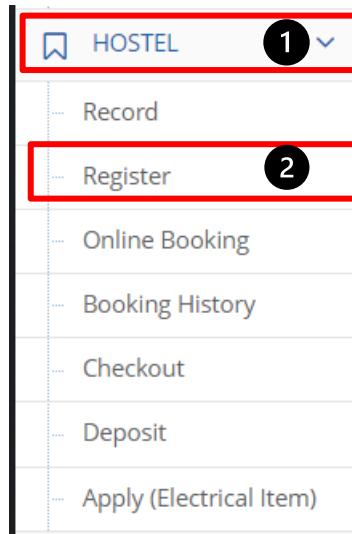 HOSTEL 1
Record
Register 2
Online Booking
Booking History
Checkout
Deposit
Apply (Electrical Item)